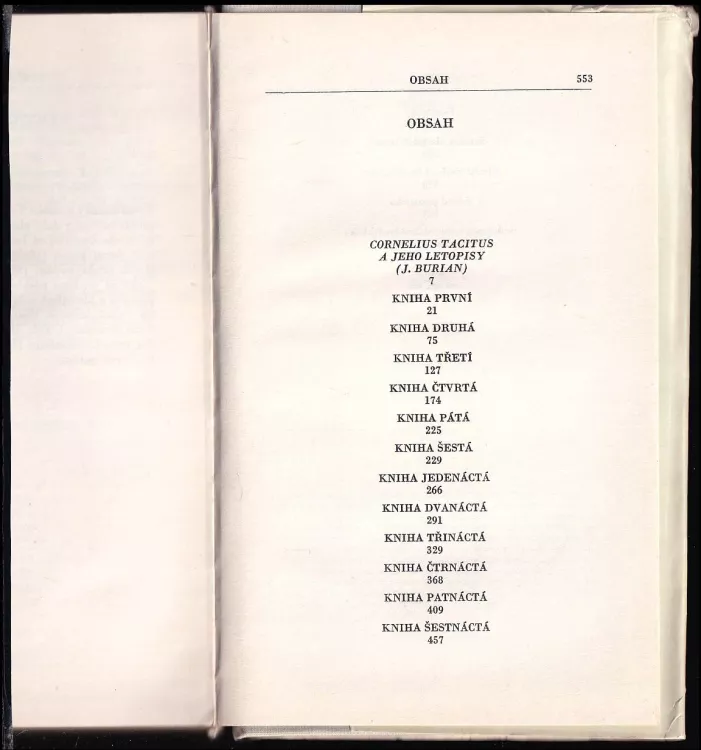 OBSAH 553
OBSAH
CORNELIUS TACITUS
A JEHO LETOPISY
(J. BURIAN)
7
KNIHA PRVNÍ
21
KNIHA DRUHÁ
75
KNIHA TŘETÍ
127
KNIHA ČTVRTÁ
174
KNIHA PÁTÁ
225
KNIHA ŠESTÁ
229
KNIHA JEDENÁCTÁ
266
KNIHA DVANÁCTÁ
291
KNIHA TŘINÁCTÁ
329
KNIHA ČTRNÁCTÁ
368
KNIHA PATNÁCTÁ
409
KNIHA ŠESTNÁCTÁ
457